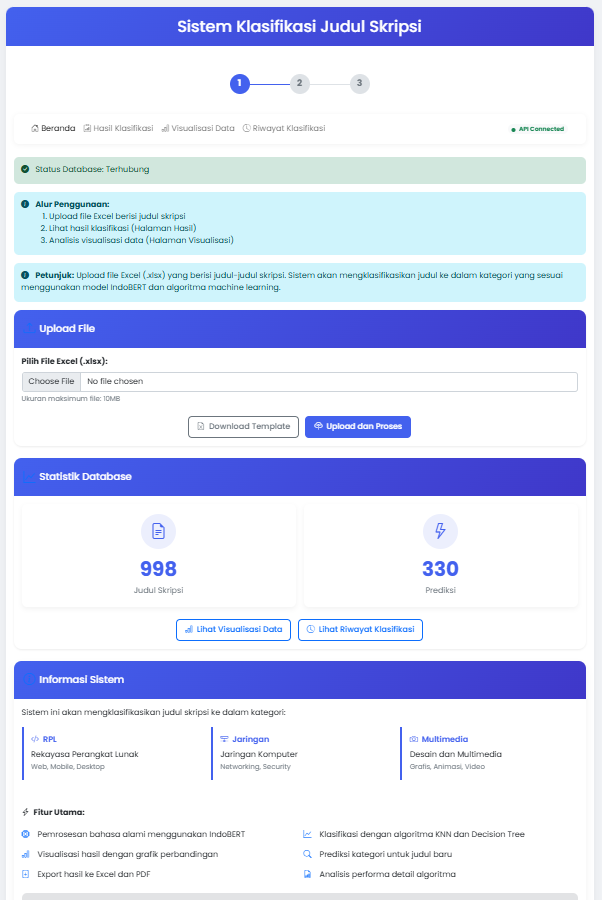 Sistem Klasifikasi Judul Skripsi
1 2 3
Beranda Hasil Klasifikasi Visualisasi Data Riwayat Klasifikasi API Connected
Status Database: Terhubung
Alur Penggunaan:
1. Upload file Excel berisi judul skripsi
2. Lihat hasil klasifikasi (Halaman Hasil)
3. Analisis visualisasi data (Halaman Visualisasi)
Petunjuk: Upload file Excel (.xlsx) yang berisi judul-judul skripsi. Sistem akan mengklasifikasikan judul ke dalam kategori yang sesuai
menggunakan model IndoBERT dan algoritma machine learning.
Upload File
Pilih File Excel (.xlsx):
Choose File No file chosen
Ukuran maksimum file: 10MB
Download Template Upload dan Proses
Statistik Database
998 330
Judul Skripsi Prediksi
Lihat Visualisasi Data Lihat Riwayat Klasifikasi
Informasi Sistem
Sistem ini akan mengklasifikasikan judul skripsi ke dalam kategori:
RPL Jaringan Multimedia
Rekayasa Perangkat Lunak Jaringan Komputer Desain dan Multimedia
Web, Mobile, Desktop Networking, Security Grafis, Animasi, Video
Fitur Utama:
Pemrosesan bahasa alami menggunakan IndoBERT Klasifikasi dengan algoritma KNN dan Decision Tree
Visualisasi hasil dengan grafik perbandingan Prediksi kategori untuk judul baru
Export hasil ke Excel dan PDF Analisis performa detail algoritma